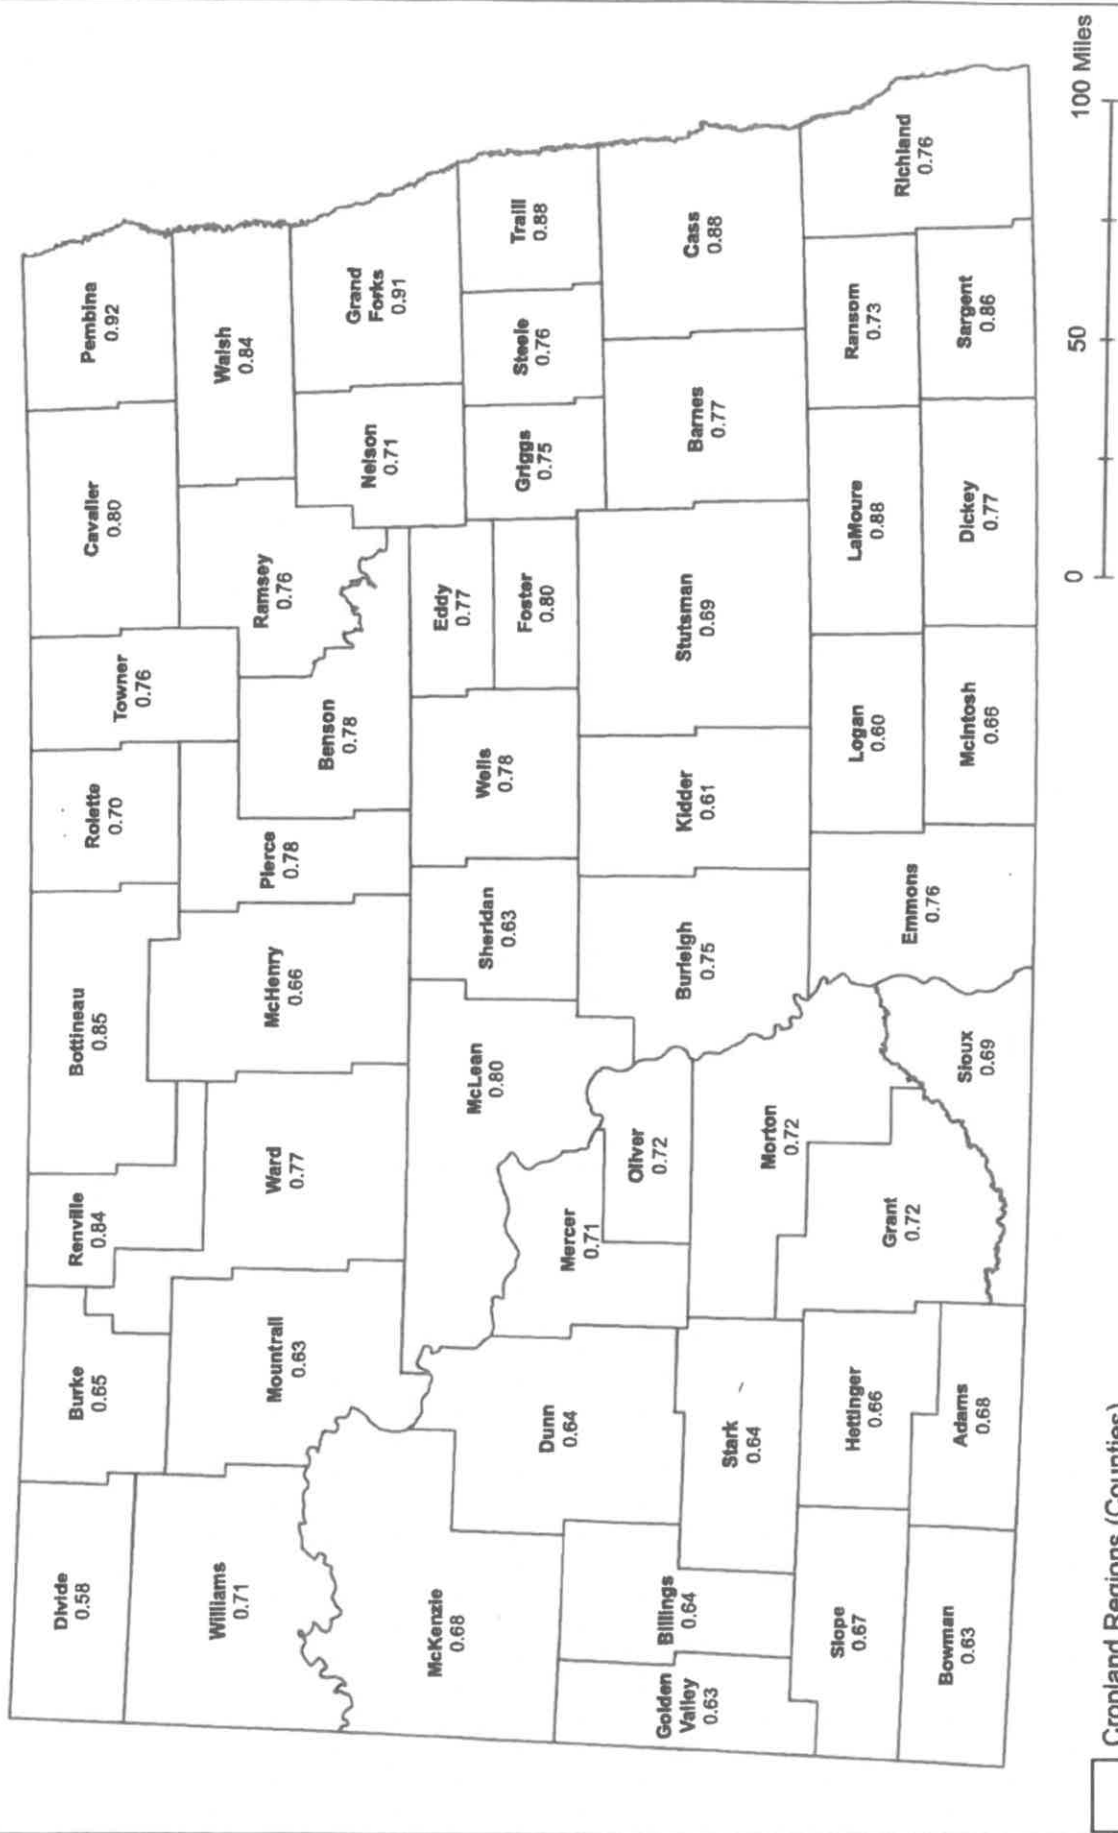 Divide
0.58
Burke
0.65
Renville
0.84
Bottineau
0.85
Rolette
0.70
Towner
0.76
Cavalier
0.80
Pembina
0.92
Williams
0.71
Mountrail
0.63
Ward
0.77
McHenry
0.66
Pierce
0.78
Benson
0.78
Ramsey
0.76
Walsh
0.84
Nelson
0.71
Grand
Forks
0.91
McKenzie
0.68
Dunn
0.64
Mercer
0.71
McLean
0.80
Sheridan
0.63
Wells
0.78
Eddy
0.77
Foster
0.80
Griggs
0.75
Steele
0.76
Traill
0.88
Golden
Valley
0.63
Billings
0.64
Stark
0.64
Oliver
0.72
Morton
0.72
Burleigh
0.75
Kidder
0.61
Stutsman
0.69
Barnes
0.77
Cass
0.88
Slope
0.67
Hettinger
0.66
Grant
0.72
Emmons
0.76
Logan
0.60
LaMoure
0.88
Ransom
0.73
Richland
0.76
Bowman
0.63
Adams
0.68
Sioux
0.69
McIntosh
0.66
Dickey
0.77
Sargent
0.86
0 50 100 Miles
Cropland Regions (Counties)